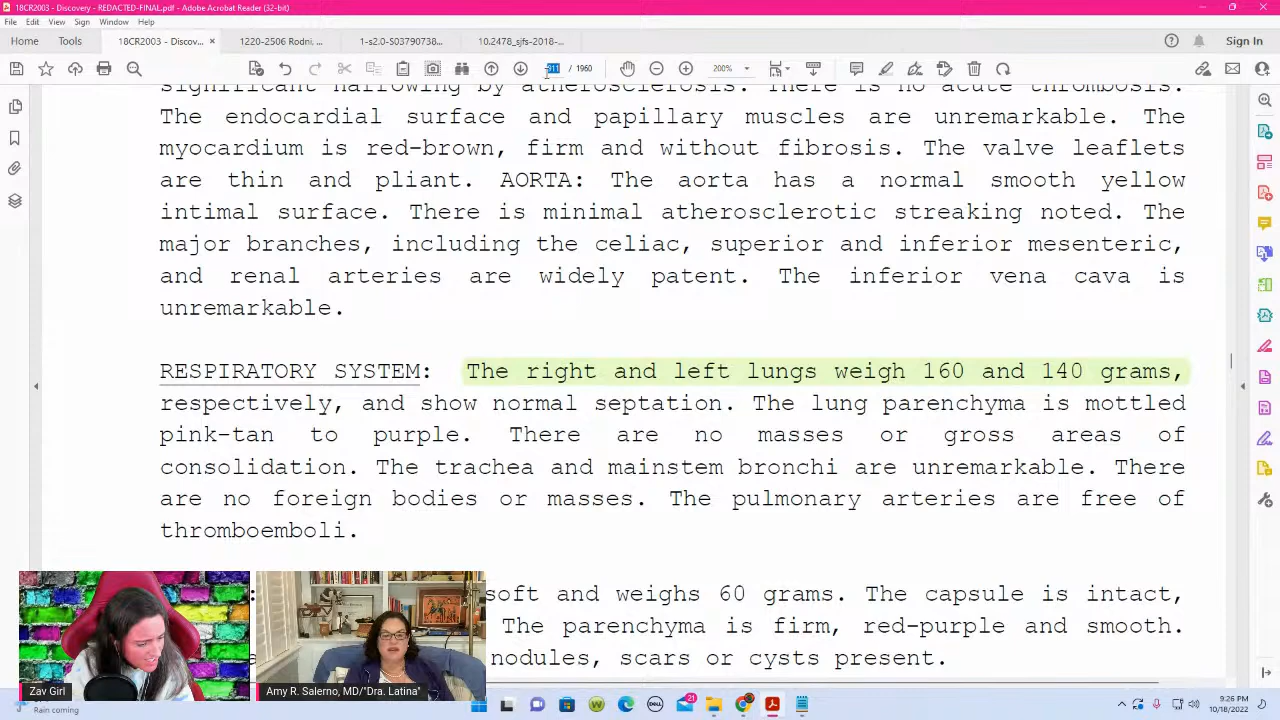 18CR2003 - Discovery - REDACTED-FINAL.pdf - Adobe Acrobat Reader (32-bit)
File Edit View Sign Window Help
Home Tools 18CR2003 - Discov... × 1220-2506 Rodni... 1-s2.0-S03790738... 10.2478_sjfs-2018-... Sign In
311 / 1960 200%
significant narrowing by atherosclerosis. There is no acute thrombosis.
The endocardial surface and papillary muscles are unremarkable. The
myocardium is red-brown, firm and without fibrosis. The valve leaflets
are thin and pliant. AORTA: The aorta has a normal smooth yellow
intimal surface. There is minimal atherosclerotic streaking noted. The
major branches, including the celiac, superior and inferior mesenteric,
and renal arteries are widely patent. The inferior vena cava is
unremarkable.
RESPIRATORY SYSTEM: The right and left lungs weigh 160 and 140 grams,
respectively, and show normal septation. The lung parenchyma is mottled
pink-tan to purple. There are no masses or gross areas of
consolidation. The trachea and mainstem bronchi are unremarkable. There
are no foreign bodies or masses. The pulmonary arteries are free of
thromboemboli.
soft and weighs 60 grams. The capsule is intact,
The parenchyma is firm, red-purple and smooth.
nodules, scars or cysts present.
Zav Girl
Amy R. Salerno, MD/"Dra. Latina"
Rain coming
DELL
21
9:26 PM
10/18/2022